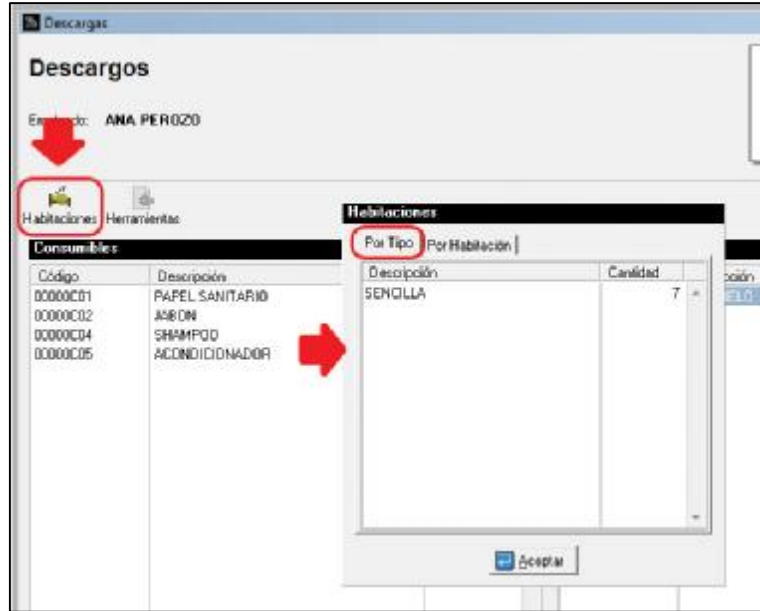 Descargas
Descargos
ANA PEROZO
Habitaciones Herramientas
Consumibles
Código Descripción
00000C01 PAPEL SANITARIO
00000C02 JABON
00000C04 SHAMPOO
00000C05 ACONDICIONADOR
Habitaciones
Por Tipo Por Habitación
Descripción Cantidad
SENCILLA 7
Aceptar